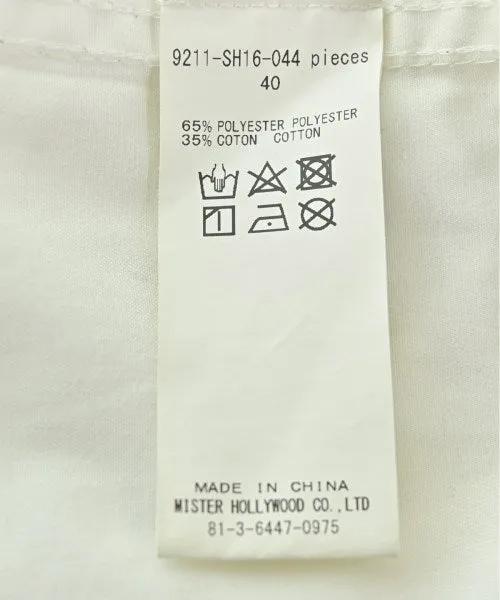 9211-SH16-044 pieces
40
65% POLYESTER POLYESTER
35% COTON COTTON
MADE IN CHINA
MISTER HOLLYWOOD CO.,LTD
81-3-6447-0975